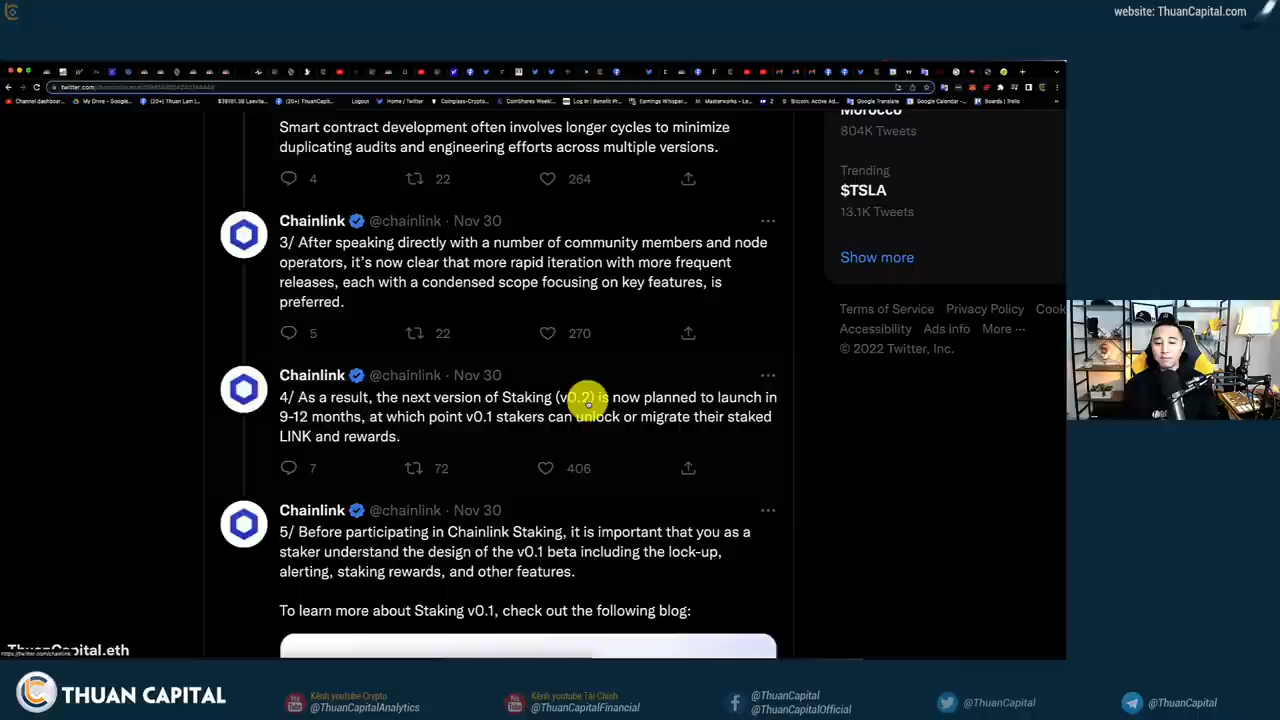 website: ThuanCapital.com
Smart contract development often involves longer cycles to minimize
duplicating audits and engineering efforts across multiple versions.
4 22 264
Chainlink @chainlink · Nov 30
3/ After speaking directly with a number of community members and node
operators, it's now clear that more rapid iteration with more frequent
releases, each with a condensed scope focusing on key features, is
preferred.
5 22 270
Chainlink @chainlink · Nov 30
4/ As a result, the next version of Staking (v0.2) is now planned to launch in
9-12 months, at which point v0.1 stakers can unlock or migrate their staked
LINK and rewards.
7 72 406
Chainlink @chainlink · Nov 30
5/ Before participating in Chainlink Staking, it is important that you as a
staker understand the design of the v0.1 beta including the lock-up,
alerting, staking rewards, and other features.
To learn more about Staking v0.1, check out the following blog:
Morocco
804K Tweets
Trending
$TSLA
13.1K Tweets
Show more
Terms of Service Privacy Policy Cook
Accessibility Ads info More ···
© 2022 Twitter, Inc.
ThuanCapital.eth
https://twitter.com/chainlink
THUAN CAPITAL
Kênh youtube Crypto
@ThuanCapitalAnalytics
Kênh youtube Tài Chính
@ThuanCapitalFinancial
@ThuanCapital
@ThuanCapitalOfficial
@ThuanCapital
@ThuanCapital